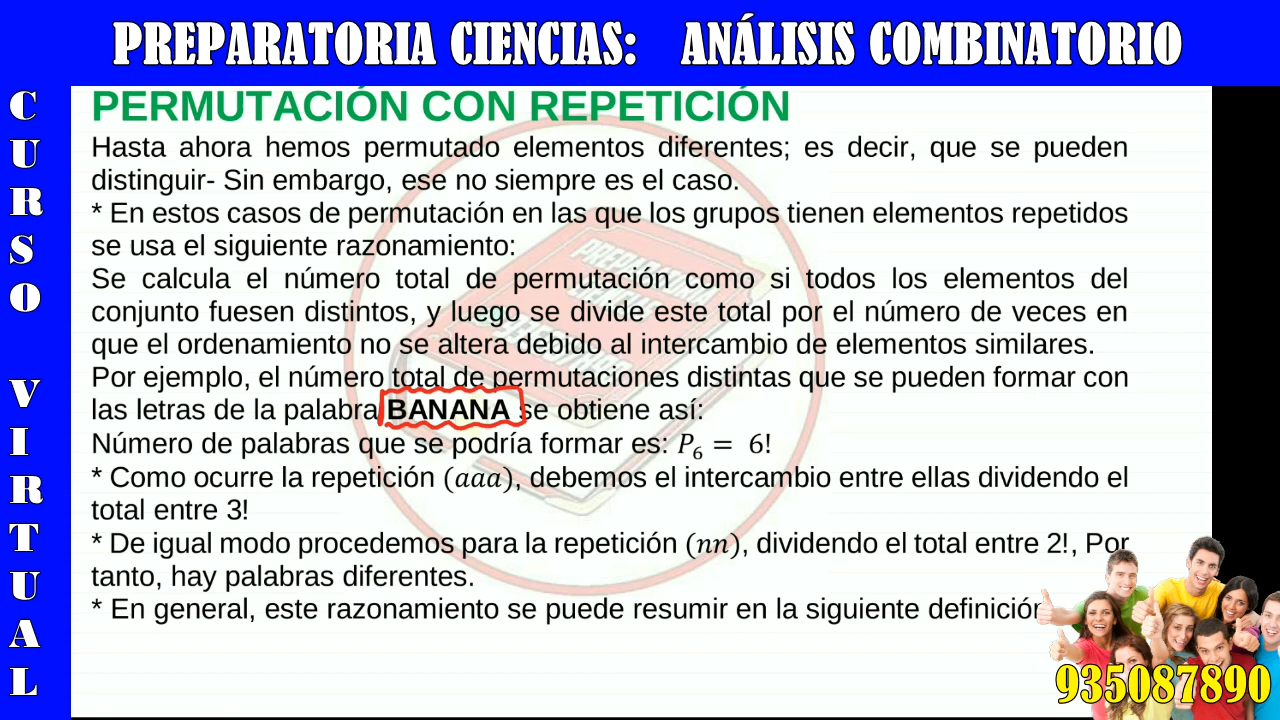 PREPARATORIA CIENCIAS: ANÁLISIS COMBINATORIO
CURSO VIRTUAL
PERMUTACIÓN CON REPETICIÓN
Hasta ahora hemos permutado elementos diferentes; es decir, que se pueden
distinguir- Sin embargo, ese no siempre es el caso.
* En estos casos de permutación en las que los grupos tienen elementos repetidos
se usa el siguiente razonamiento:
Se calcula el número total de permutación como si todos los elementos del
conjunto fuesen distintos, y luego se divide este total por el número de veces en
que el ordenamiento no se altera debido al intercambio de elementos similares.
Por ejemplo, el número total de permutaciones distintas que se pueden formar con
las letras de la palabra BANANA se obtiene así:
Número de palabras que se podría formar es: P₆ = 6!
* Como ocurre la repetición (aaa), debemos el intercambio entre ellas dividendo el
total entre 3!
* De igual modo procedemos para la repetición (nn), dividendo el total entre 2!, Por
tanto, hay palabras diferentes.
* En general, este razonamiento se puede resumir en la siguiente definición
935087890